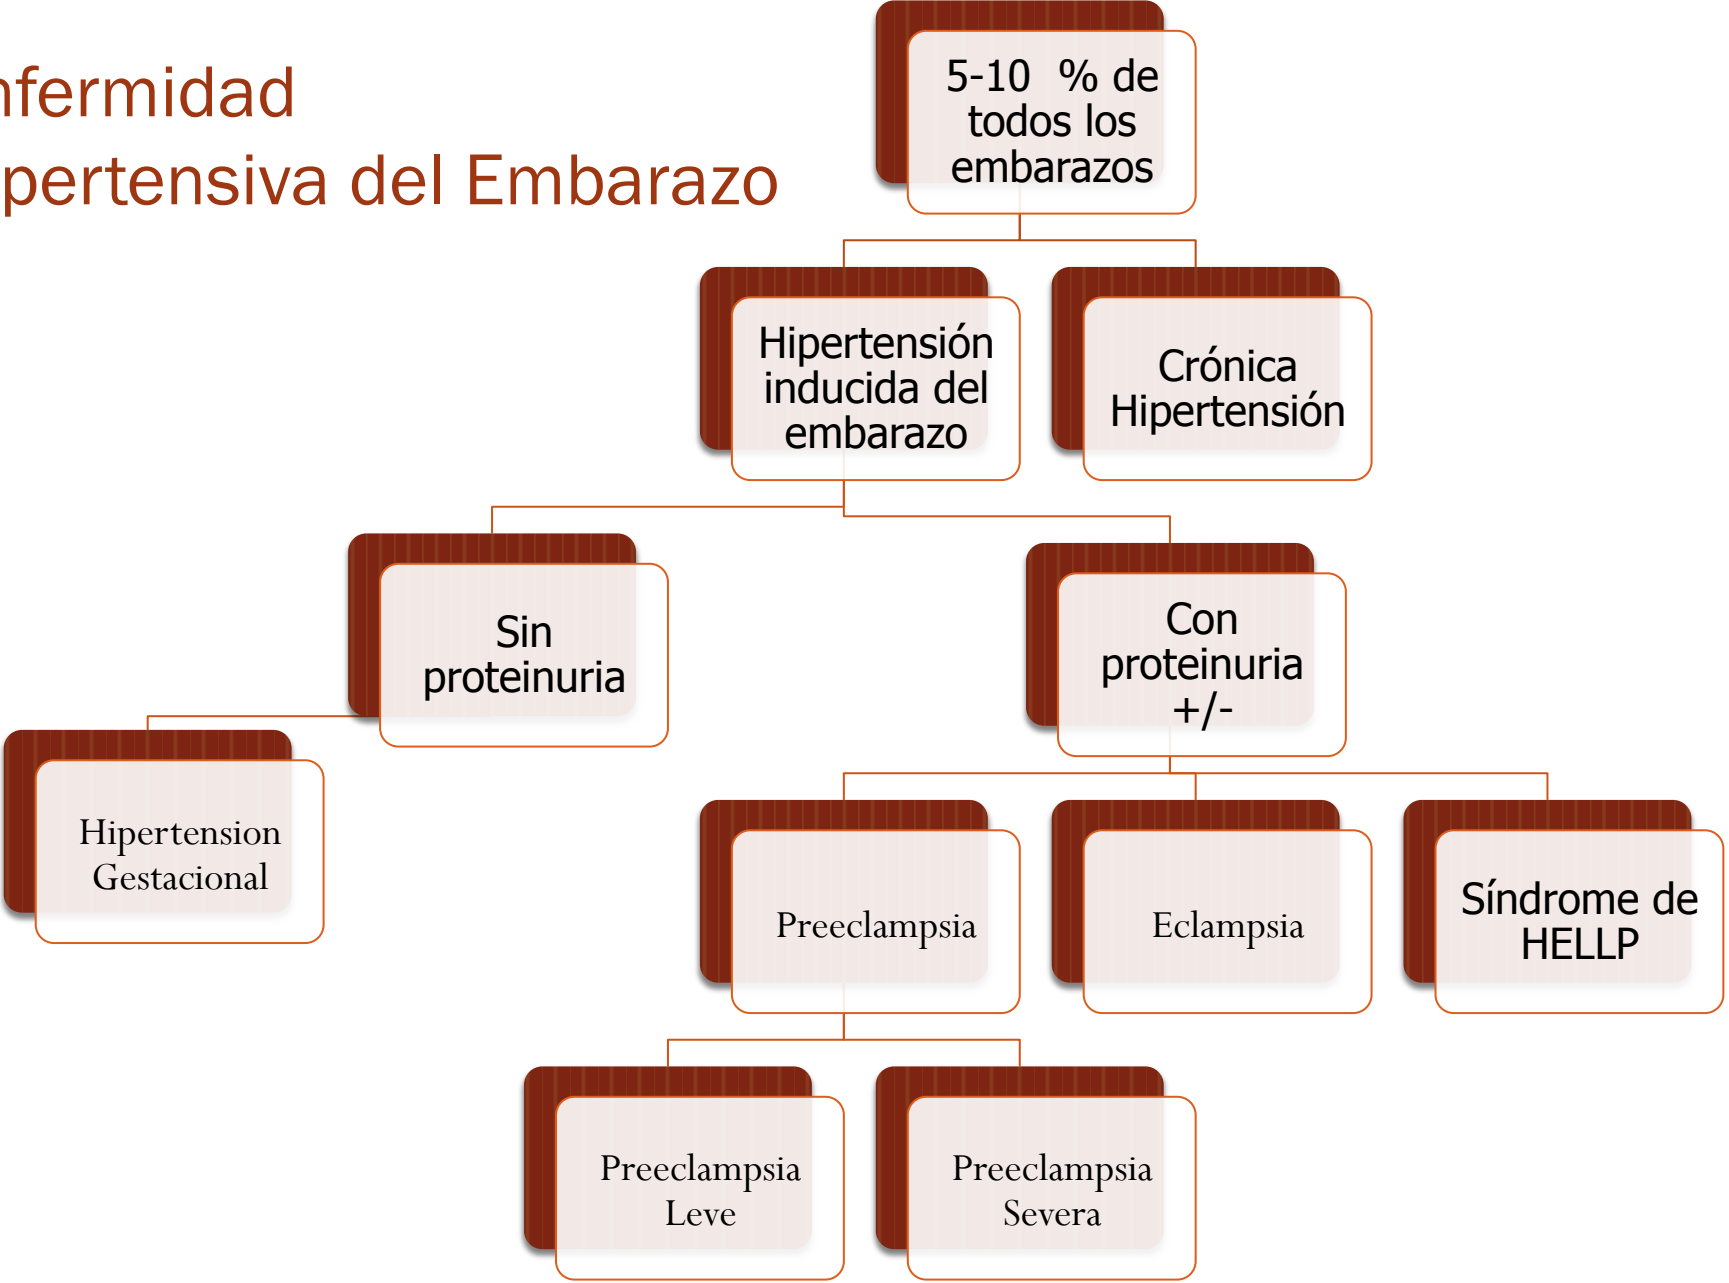 nfermidad
pertensiva del Embarazo
5-10 % de
todos los
embarazos
Hipertensión
inducida del
embarazo
Crónica
Hipertensión
Sin
proteinuria
Con
proteinuria
+/-
Hipertension
Gestacional
Preeclampsia
Eclampsia
Síndrome de
HELLP
Preeclampsia
Leve
Preeclampsia
Severa